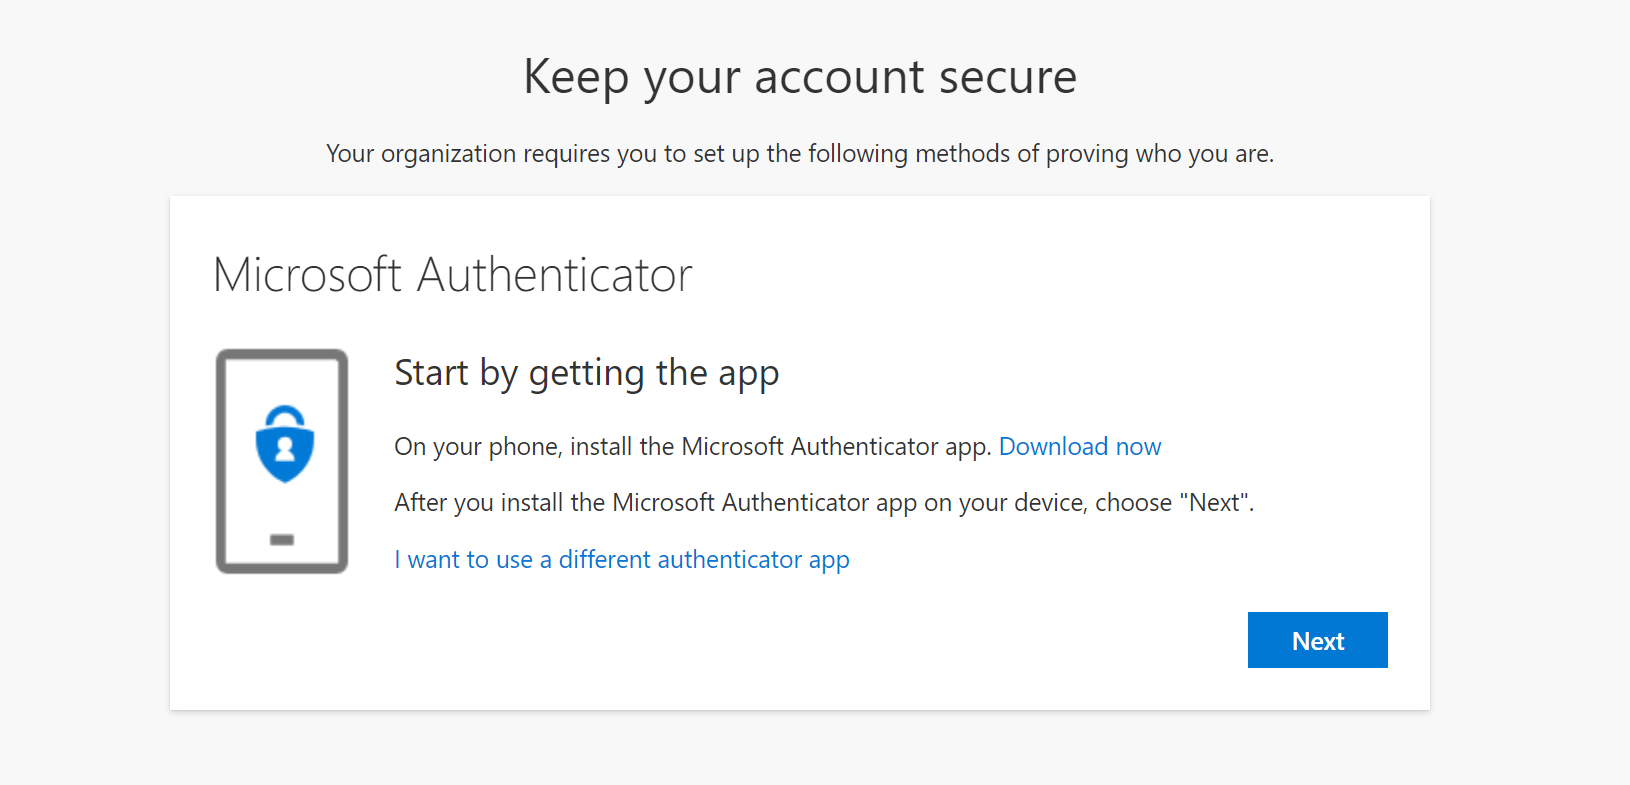 Keep your account secure
Your organization requires you to set up the following methods of proving who you are.
Microsoft Authenticator
Start by getting the app
On your phone, install the Microsoft Authenticator app. Download now
After you install the Microsoft Authenticator app on your device, choose "Next".
I want to use a different authenticator app
Next